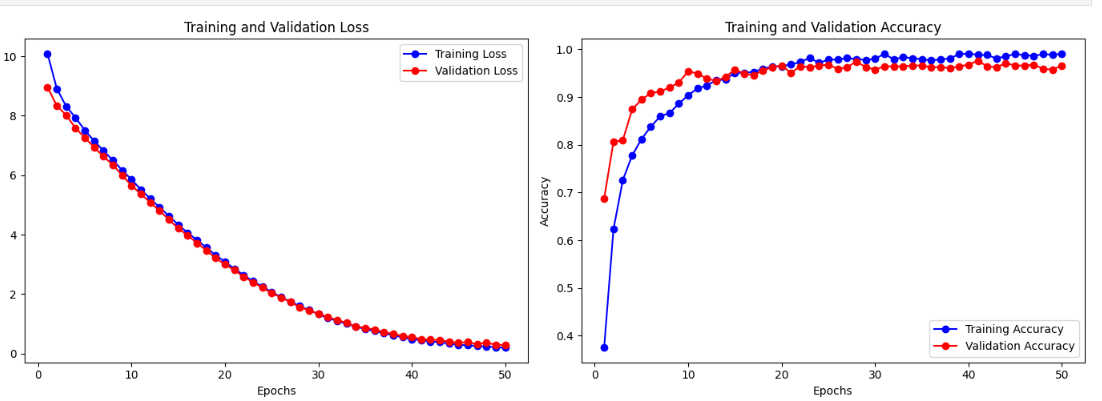 Training and Validation Loss
Training Loss
Validation Loss
10
8
6
4
2
0
0 10 20 30 40 50
Epochs
Training and Validation Accuracy
1.0
0.9
0.8
0.7
0.6
0.5
0.4
Accuracy
Training Accuracy
Validation Accuracy
0 10 20 30 40 50
Epochs